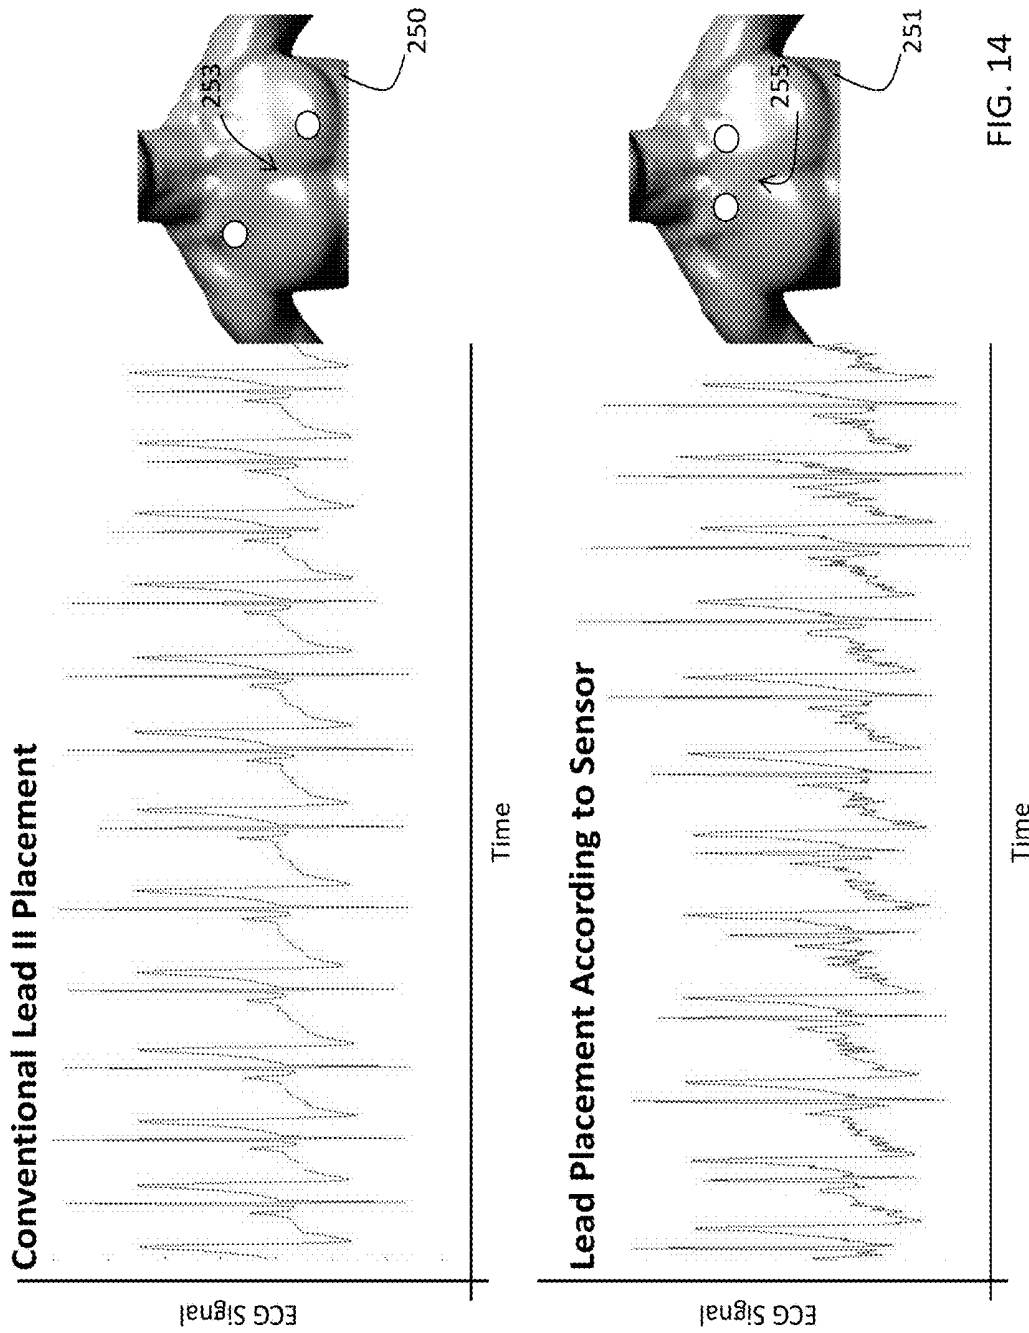 Conventional Lead II Placement
ECG Signal
Time
253
250
Lead Placement According to Sensor
ECG Signal
Time
255
251
FIG. 14